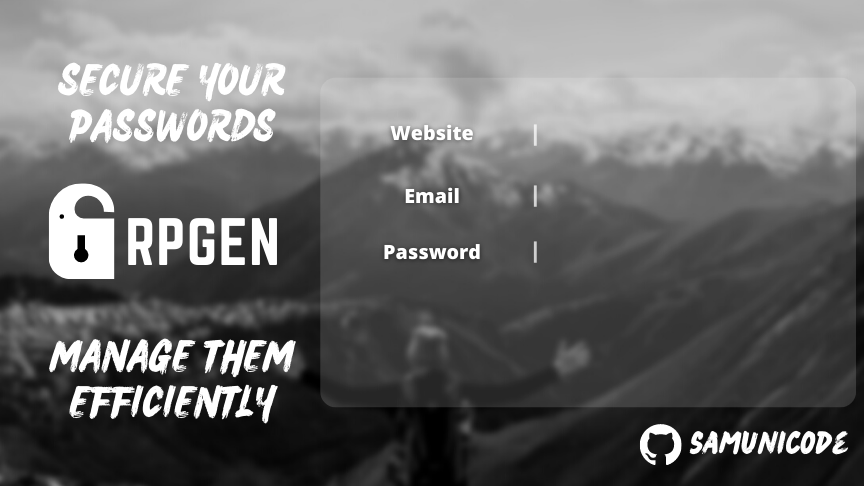 SECURE YOUR
PASSWORDS
RPGEN
MANAGE THEM
EFFICIENTLY
Website |
Email |
Password |
SAMUNICODE